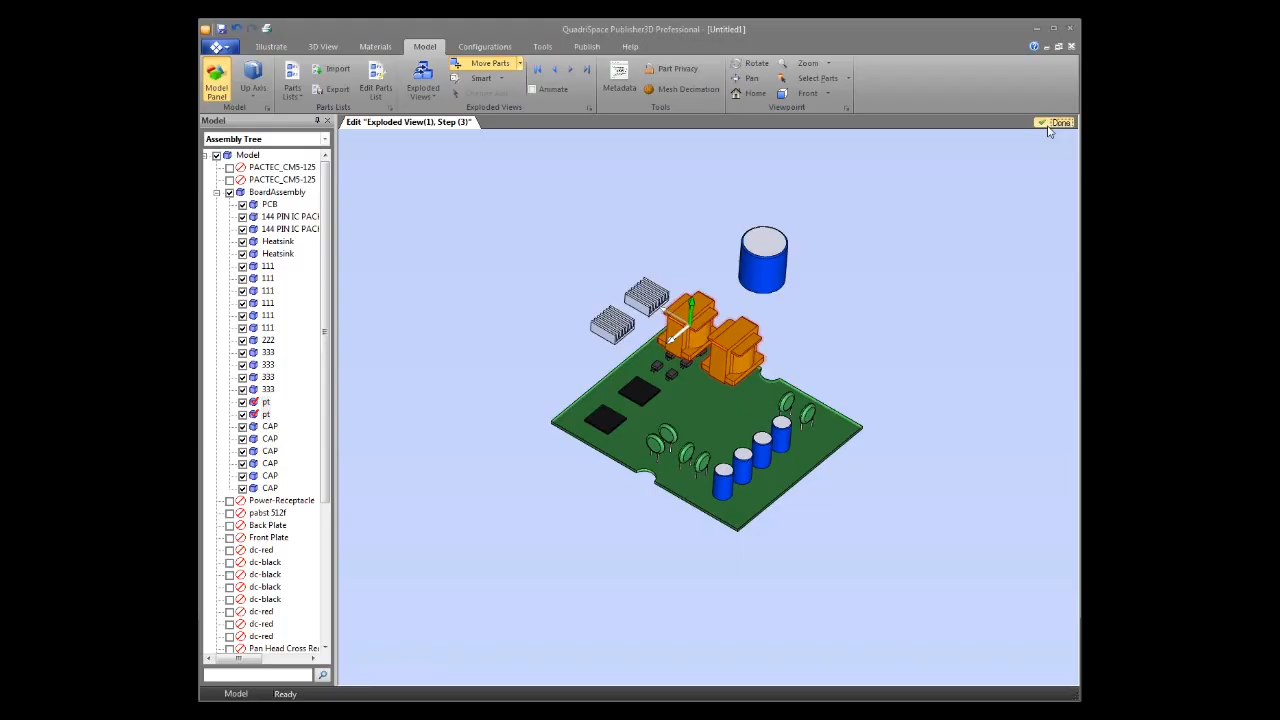 QuadriSpace Publisher3D Professional - [Untitled1]
Illustrate 3D View Materials Model Configurations Tools Publish Help
Model Panel
Up Axis
Model
Parts Lists
Import
Export
Edit Parts List
Parts Lists
Exploded Views
Move Parts
Smart
Animate
Exploded Views
Metadata
Part Privacy
Mesh Decimation
Tools
Rotate
Pan
Home
Zoom
Select Parts
Front
Viewpoint
Model
Edit "Exploded View(1), Step (3)"
Done
Assembly Tree
Model
PACTEC_CM5-125
PACTEC_CM5-125
BoardAssembly
PCB
144 PIN IC PACK
144 PIN IC PACK
Heatsink
Heatsink
111
111
111
111
111
111
222
333
333
333
333
pt
pt
CAP
CAP
CAP
CAP
CAP
CAP
Power-Receptacle
pabst 512f
Back Plate
Front Plate
dc-red
dc-black
dc-black
dc-black
dc-black
dc-red
dc-red
dc-red
Pan Head Cross Re
Model Ready